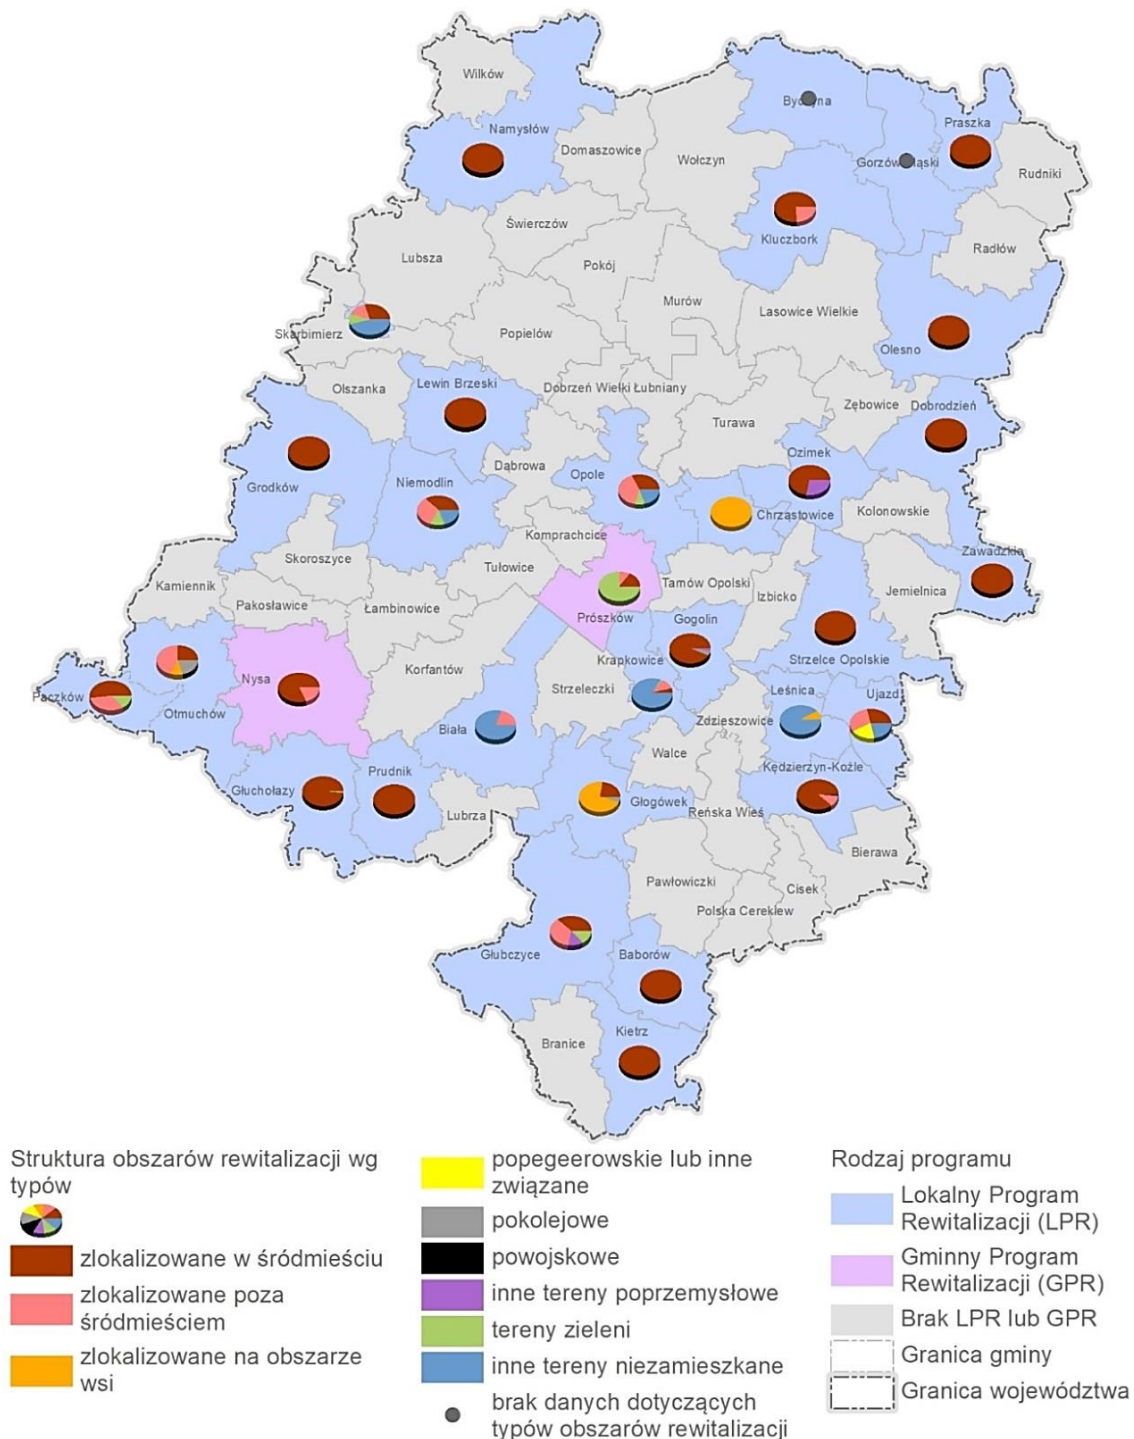 Wilków
Namysłów
Domaszowice
Wołczyn
Byczyna
Gorzów Śląski
Praszka
Rudniki
Kluczbork
Radłów
Świerczów
Lubsza
Pokój
Murów
Lasowice Wielkie
Skarbimierz
Popielów
Olesno
Olszanka
Lewin Brzeski
Dobrzeń Wielki
Łubniany
Turawa
Zębowice
Dobrodzień
Grodków
Niemodlin
Dąbrowa
Opole
Ozimek
Chrząstowice
Kolonowskie
Komprachcice
Skoroszyce
Tułowice
Zawadzkie
Kamiennik
Pakosławice
Łambinowice
Prószków
Tarnów Opolski
Izbicko
Jemielnica
Gogolin
Krapkowice
Strzelce Opolskie
Korfantów
Strzeleczki
Paczków
Otmuchów
Nysa
Biała
Zdzieszowice
Leśnica
Ujazd
Walce
Kędzierzyn-Koźle
Głuchołazy
Prudnik
Lubrza
Głogówek
Reńska Wieś
Bierawa
Pawłowiczki
Cisek
Polska Cerekiew
Głubczyce
Baborów
Branice
Kietrz
Struktura obszarów rewitalizacji wg
typów
zlokalizowane w śródmieściu
zlokalizowane poza
śródmieściem
zlokalizowane na obszarze
wsi
popegeerowskie lub inne
związane
pokolejowe
powojskowe
inne tereny poprzemysłowe
tereny zieleni
inne tereny niezamieszkane
brak danych dotyczących
typów obszarów rewitalizacji
Rodzaj programu
Lokalny Program
Rewitalizacji (LPR)
Gminny Program
Rewitalizacji (GPR)
Brak LPR lub GPR
Granica gminy
Granica województwa